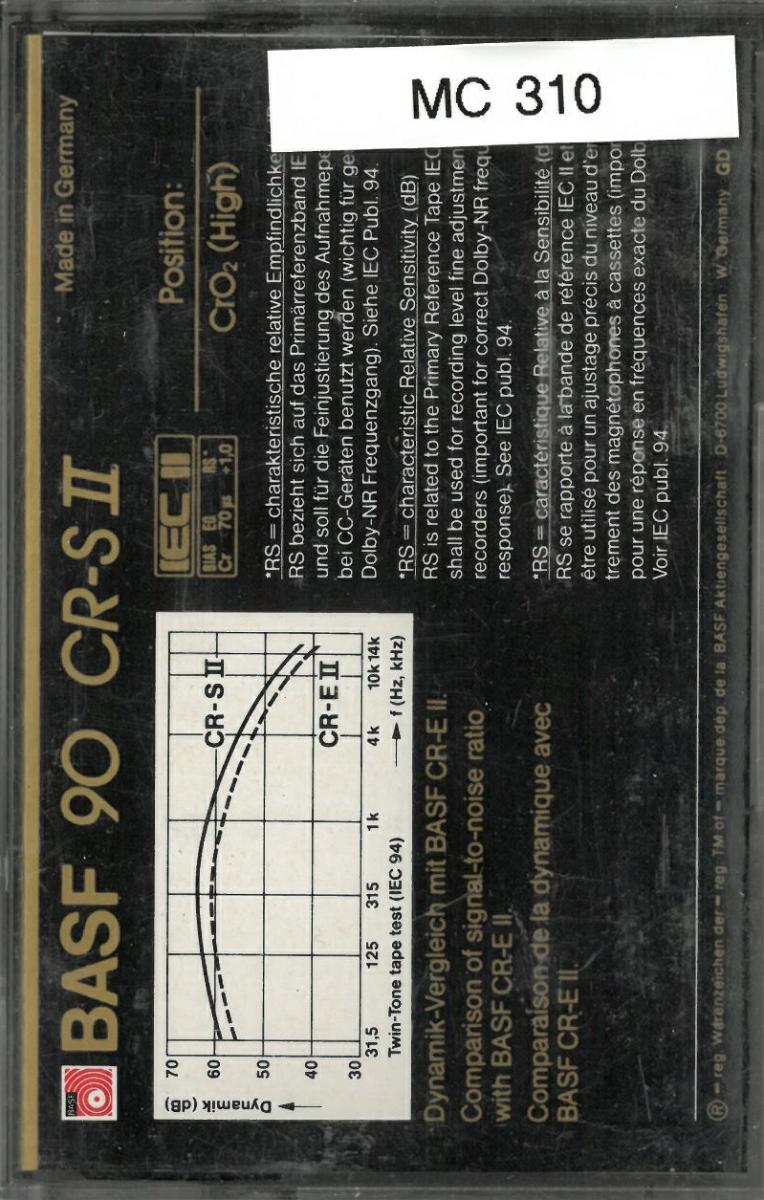 MC 310
BASF
BASF 90 CR-S II
Made in Germany
IEC II
BIAS EQ RS*
Cr 70 µs +1,0
Position:
CrO2 (High)
Dynamik (dB)
70
60
50
40
30
CR-S II
CR-E II
31,5 125 315 1k 4k 10k 14k
Twin-Tone tape test (IEC 94) f (Hz, kHz)
Dynamik-Vergleich mit BASF CR-E II.
Comparison of signal-to-noise ratio
with BASF CR-E II.
Comparaison de la dynamique avec
BASF CR-E II.
*RS = charakteristische relative Empfindlichke
RS bezieht sich auf das Primärreferenzband IE
und soll für die Feinjustierung des Aufnahmepe
bei CC-Geräten benutzt werden (wichtig für ge
Dolby-NR Frequenzgang). Siehe IEC Publ. 94.
*RS = characteristic Relative Sensitivity (dB)
RS is related to the Primary Reference Tape IEC
shall be used for recording level fine adjustmen
recorders (important for correct Dolby-NR frequ
response). See IEC publ. 94.
*RS = caractéristique Relative à la Sensibilité (d
RS se rapporte à la bande de référence IEC II et
être utilisé pour un ajustage précis du niveau d'en
trement des magnétophones à cassettes (impor
pour une réponse en fréquences exacte du Dolb
Voir IEC publ. 94
® = reg. Warenzeichen der – reg. TM of – marque dép. de la BASF Aktiengesellschaft D-6700 Ludwigshafen W. Germany GD